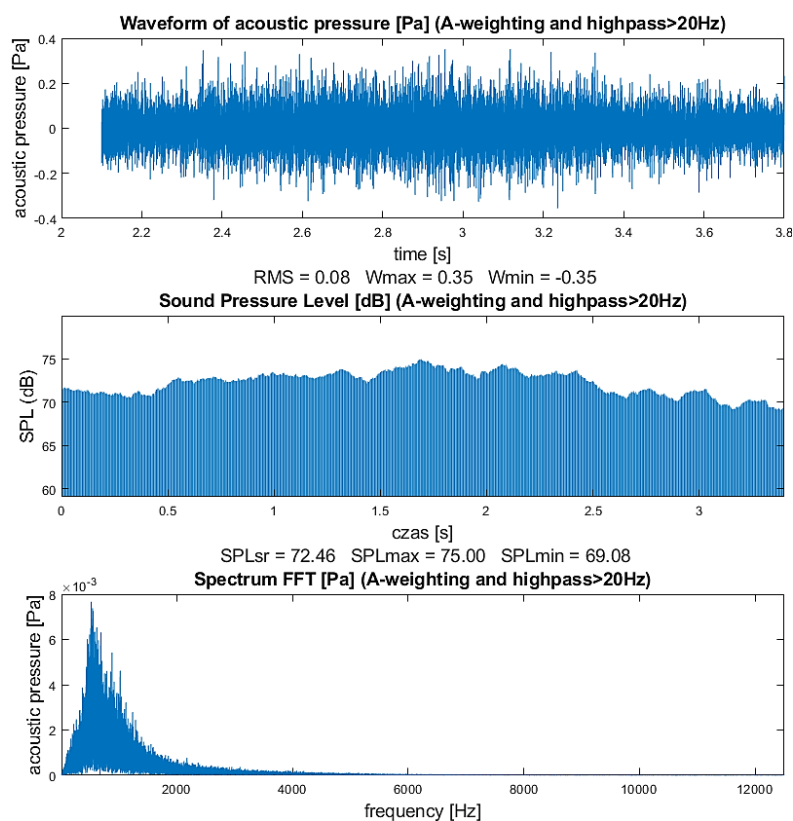 Waveform of acoustic pressure [Pa] (A-weighting and highpass>20Hz)
acoustic pressure [Pa]
0.4
0.2
0
-0.2
-0.4
2 2.2 2.4 2.6 2.8 3 3.2 3.4 3.6 3.8
time [s]
RMS = 0.08 Wmax = 0.35 Wmin = -0.35
Sound Pressure Level [dB] (A-weighting and highpass>20Hz)
SPL (dB)
75
70
65
60
0 0.5 1 1.5 2 2.5 3
czas [s]
SPLsr = 72.46 SPLmax = 75.00 SPLmin = 69.08
Spectrum FFT [Pa] (A-weighting and highpass>20Hz)
×10-3
acoustic pressure [Pa]
8
6
4
2
0
2000 4000 6000 8000 10000 12000
frequency [Hz]